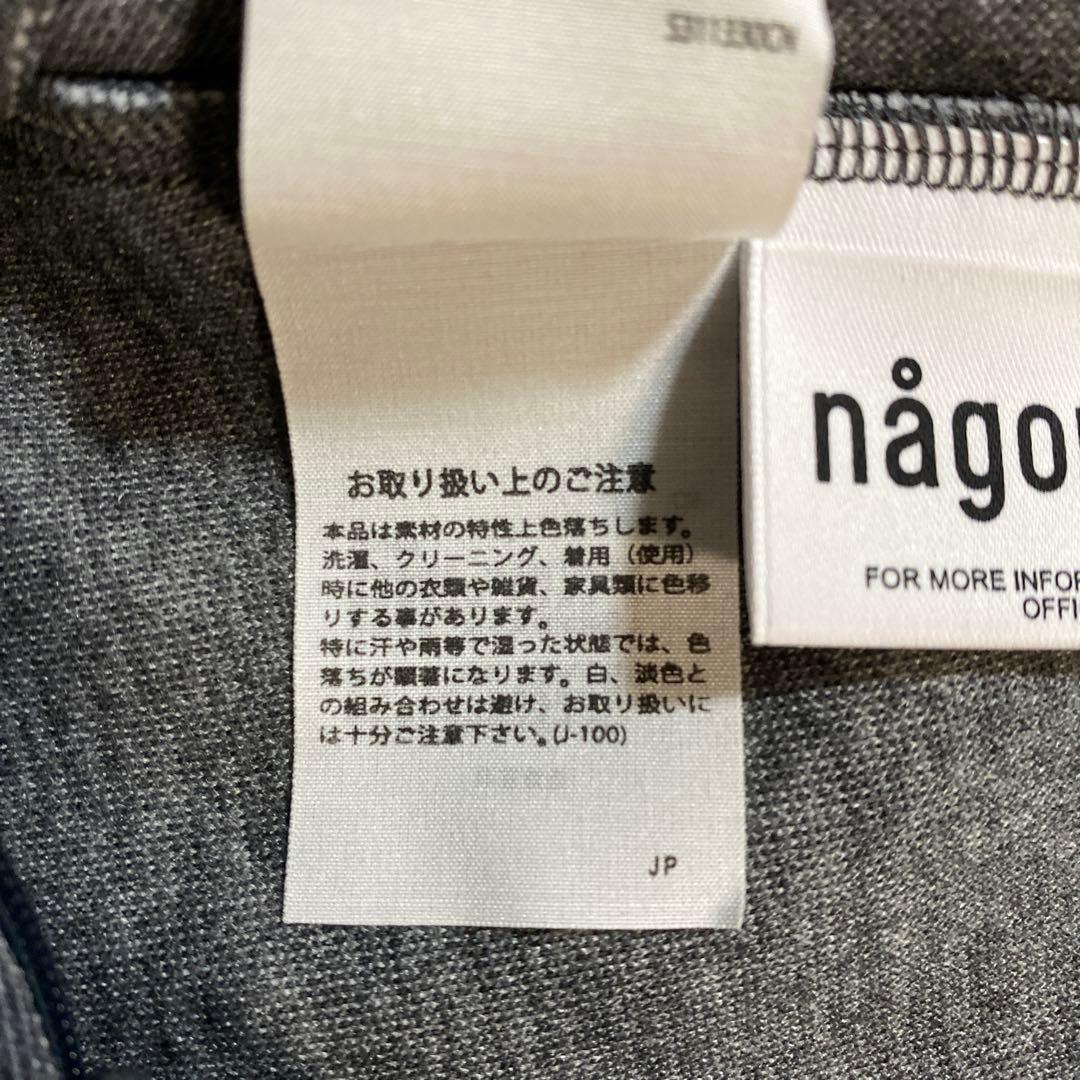 お取り扱い上のご注意
本品は素材の特性上色落ちします。
洗濯、クリーニング、着用（使用）
時に他の衣類や雑貨、家具類に色移
りする事があります。
特に汗や雨等で湿った状態では、色
落ちが顕著になります。白、淡色と
の組み合わせは避け、お取り扱いに
は十分ご注意下さい。(J-100)
JP
någo
FOR MORE INFOR
OFFI